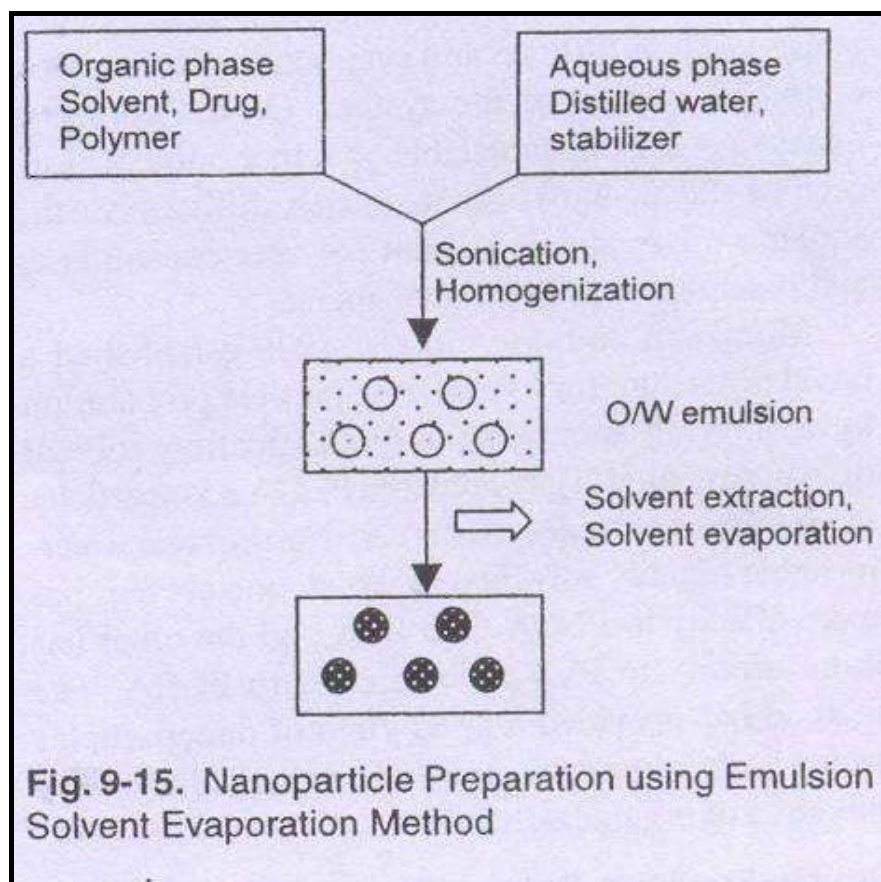 Organic phase
Solvent, Drug,
Polymer
Aqueous phase
Distilled water,
stabilizer
Sonication,
Homogenization
O/W emulsion
Solvent extraction,
Solvent evaporation
Fig. 9-15. Nanoparticle Preparation using Emulsion
Solvent Evaporation Method